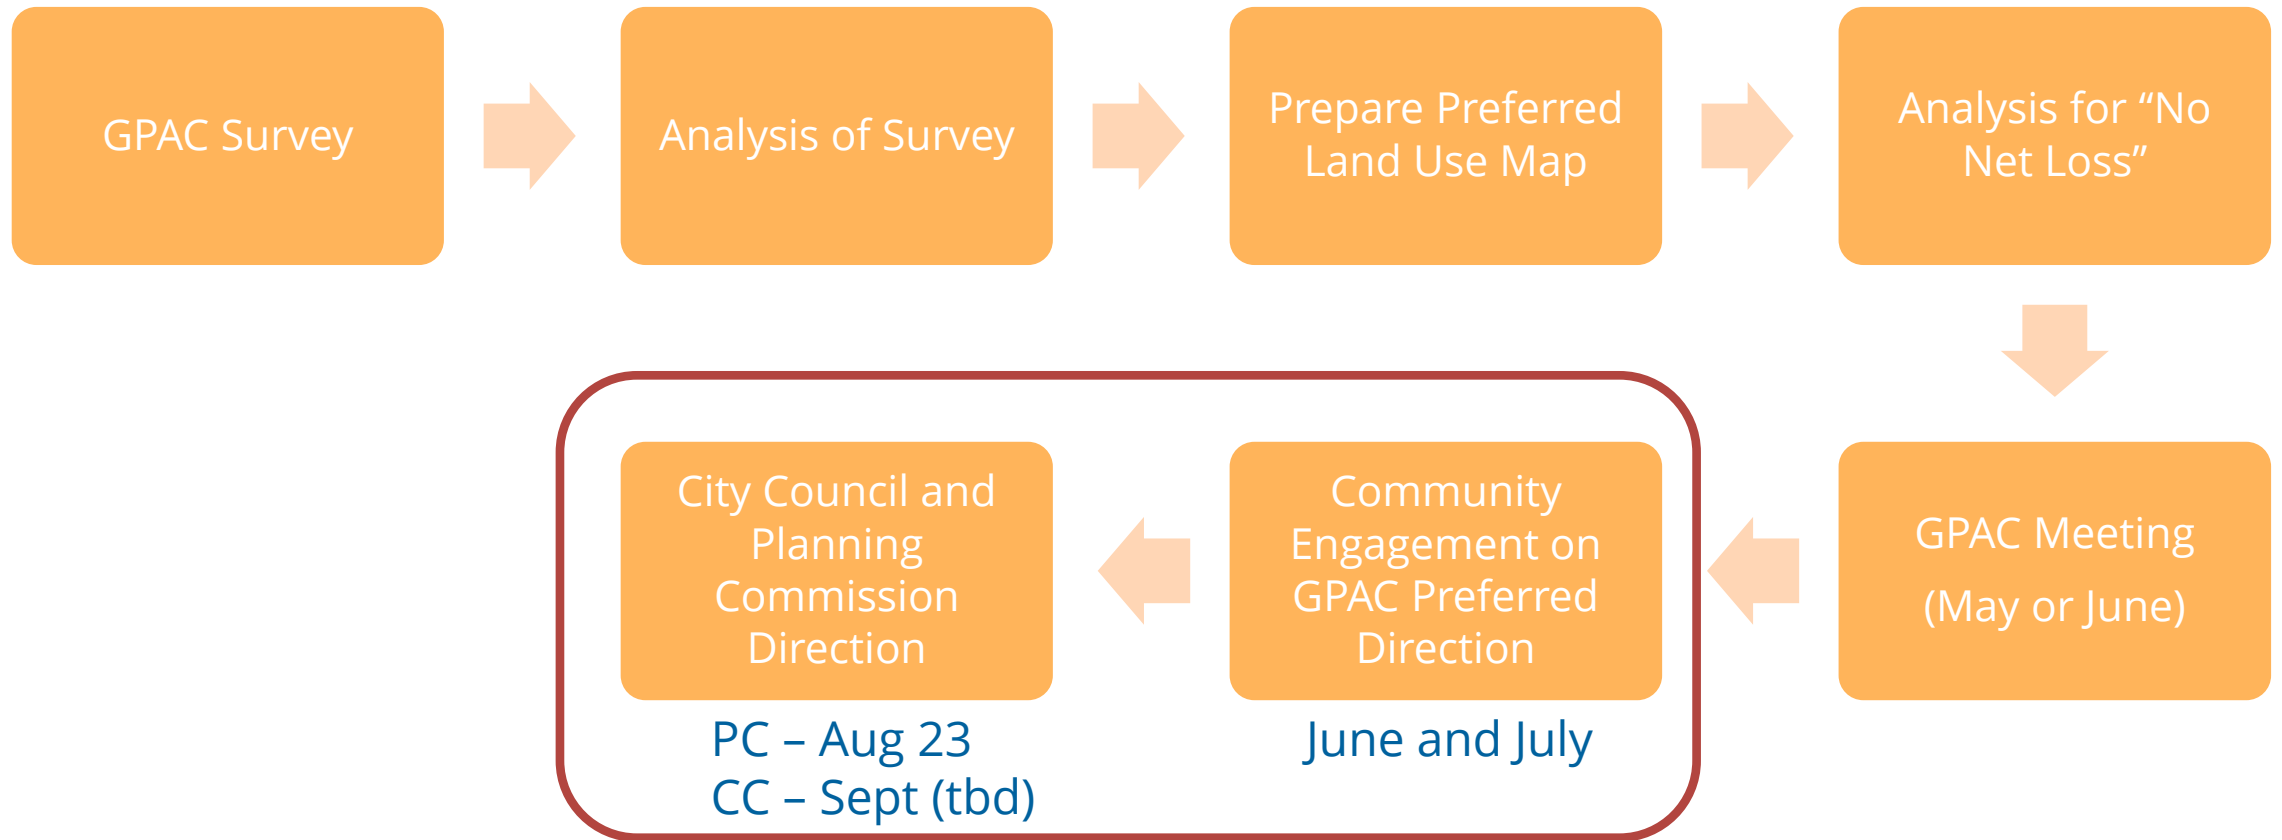 GPAC Survey
Analysis of Survey
Prepare Preferred
Land Use Map
Analysis for “No
Net Loss”
GPAC Meeting
(May or June)
Community
Engagement on
GPAC Preferred
Direction
June and July
City Council and
Planning
Commission
Direction
PC – Aug 23
CC – Sept (tbd)